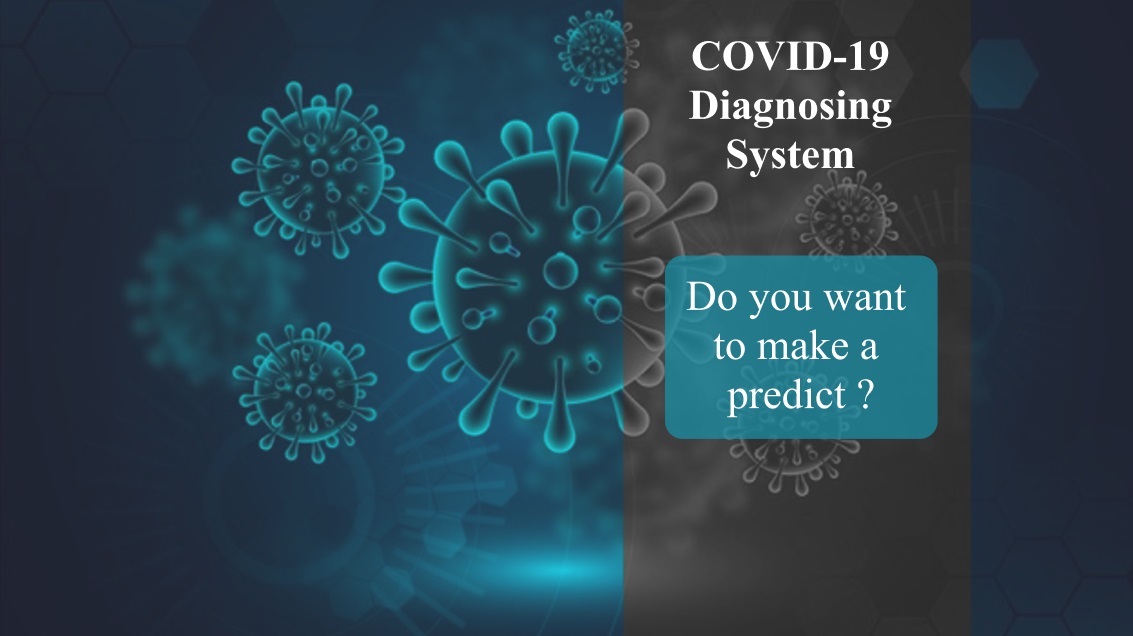 COVID-19
Diagnosing
System
Do you want
to make a
predict ?